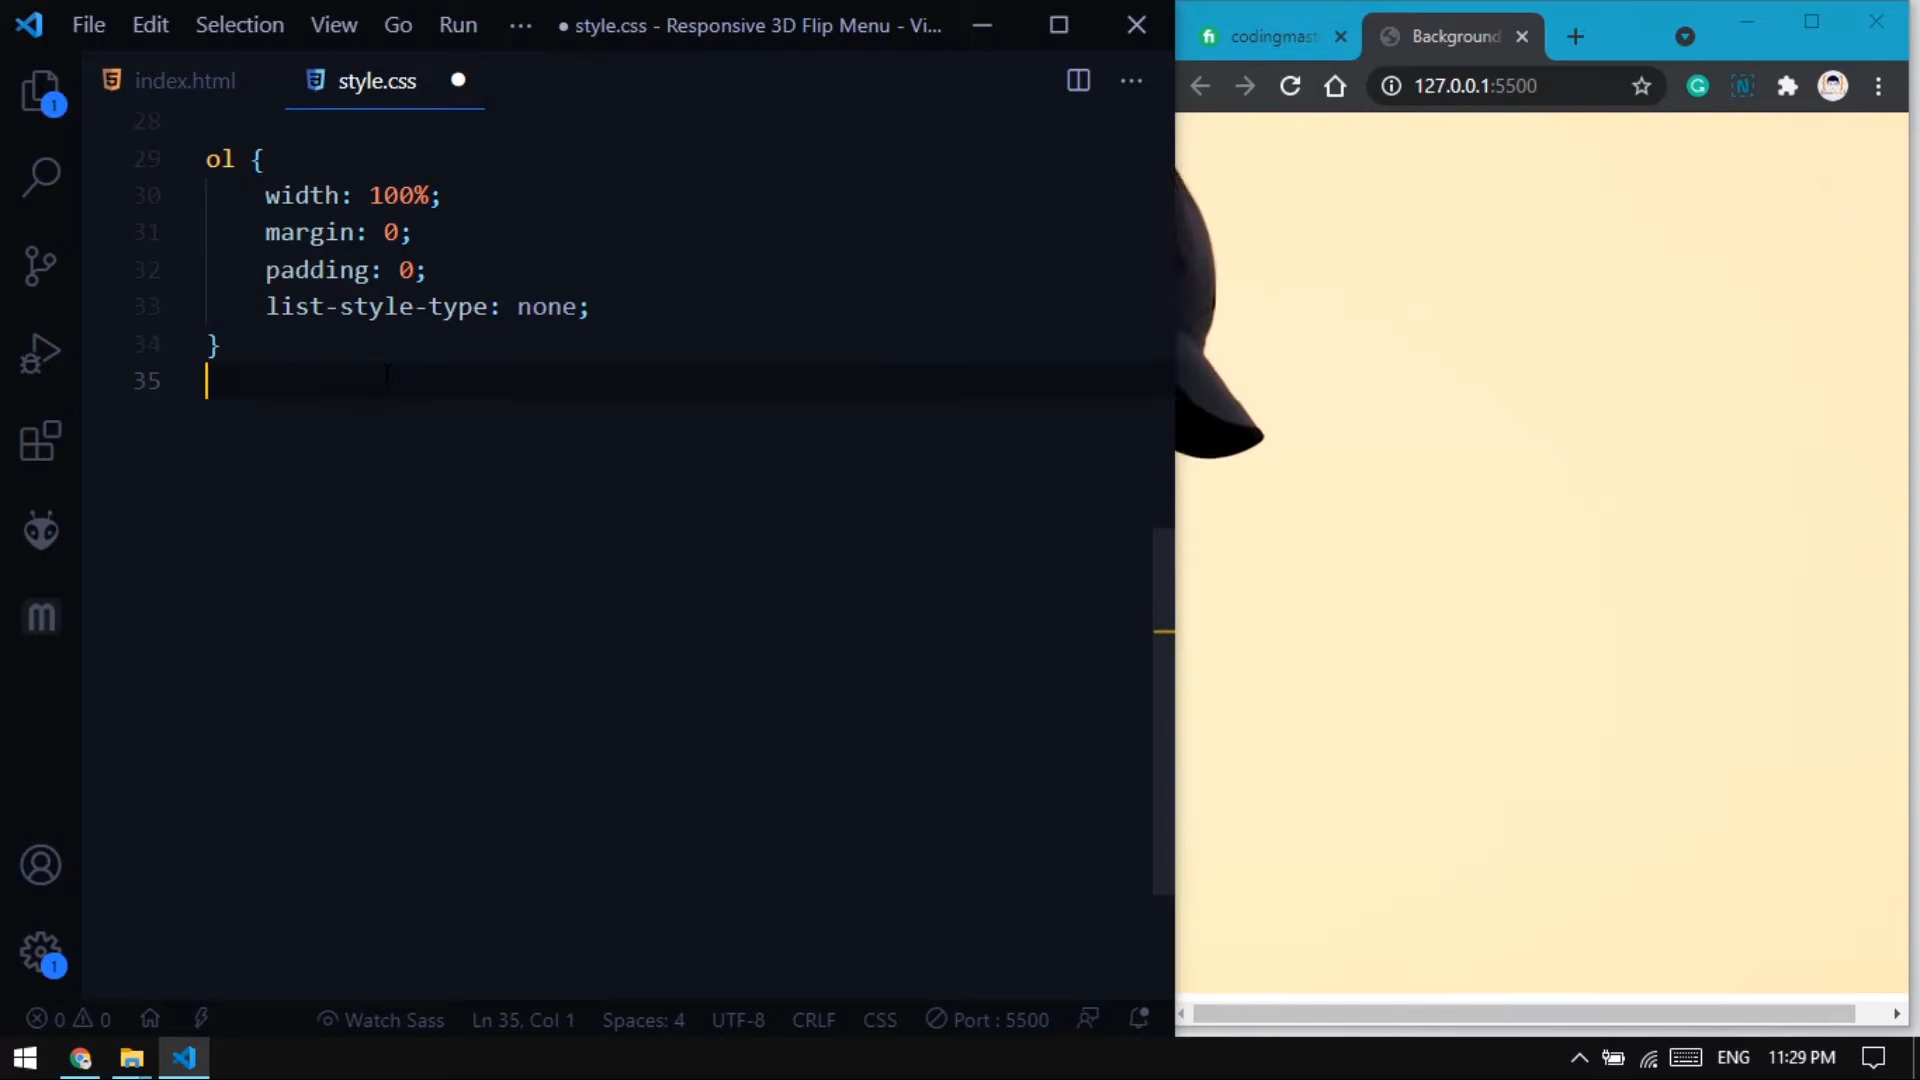 File Edit Selection View Go Run ··· ● style.css - Responsive 3D Flip Menu - Vi...
codingmast
Background
index.html
style.css
127.0.0.1:5500
28
29 ol {
30 width: 100%;
31 margin: 0;
32 padding: 0;
33 list-style-type: none;
34 }
35
1
1
0 0
Watch Sass Ln 35, Col 1 Spaces: 4 UTF-8 CRLF CSS Port : 5500
ENG 11:29 PM